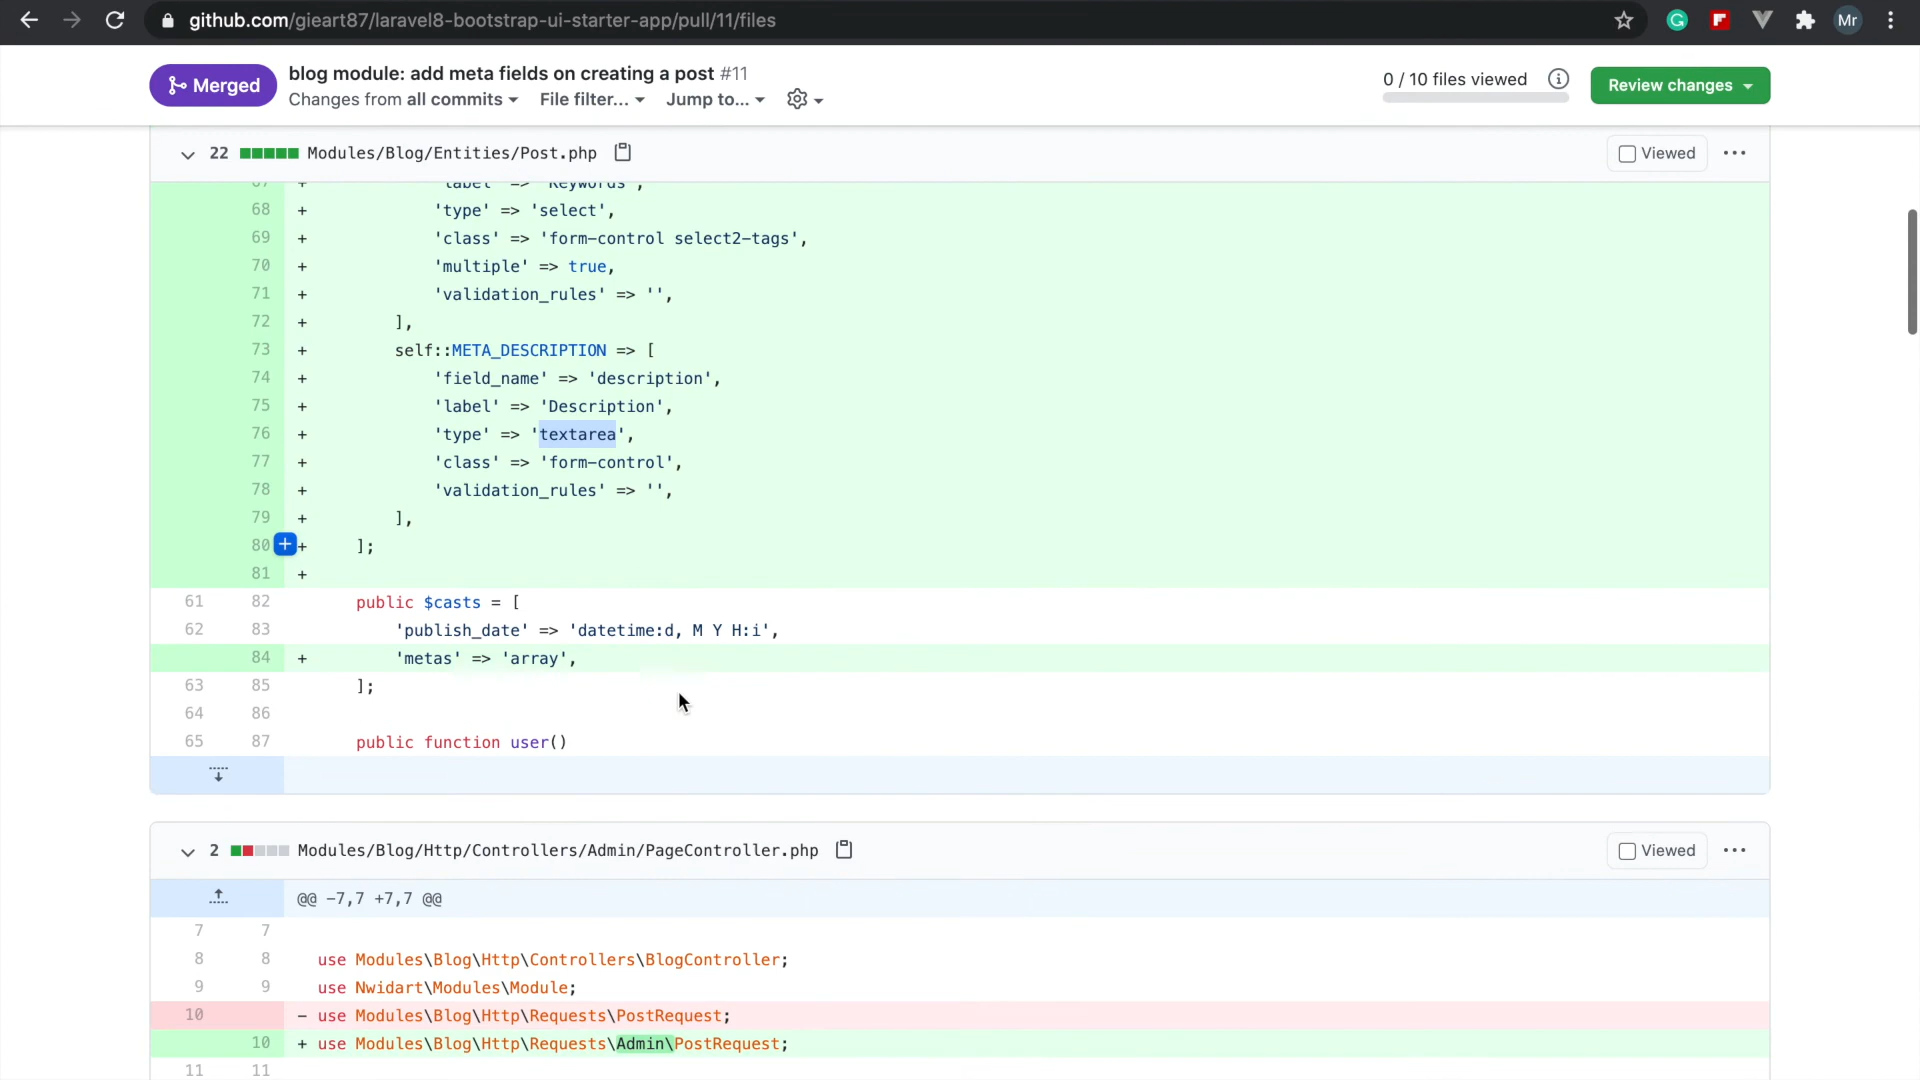 github.com/gieart87/laravel8-bootstrap-ui-starter-app/pull/11/files
Mr
Merged
blog module: add meta fields on creating a post #11
Changes from all commits
File filter...
Jump to...
0 / 10 files viewed
Review changes
22 Modules/Blog/Entities/Post.php
Viewed
67 + 'label' => 'Keywords',
68 + 'type' => 'select',
69 + 'class' => 'form-control select2-tags',
70 + 'multiple' => true,
71 + 'validation_rules' => '',
72 + ],
73 + self::META_DESCRIPTION => [
74 + 'field_name' => 'description',
75 + 'label' => 'Description',
76 + 'type' => 'textarea',
77 + 'class' => 'form-control',
78 + 'validation_rules' => '',
79 + ],
80 + ];
81 +
61 82 public $casts = [
62 83 'publish_date' => 'datetime:d, M Y H:i',
84 + 'metas' => 'array',
63 85 ];
64 86
65 87 public function user()
2 Modules/Blog/Http/Controllers/Admin/PageController.php
Viewed
@@ -7,7 +7,7 @@
7 7
8 8 use Modules\Blog\Http\Controllers\BlogController;
9 9 use Nwidart\Modules\Module;
10 - use Modules\Blog\Http\Requests\PostRequest;
10 + use Modules\Blog\Http\Requests\Admin\PostRequest;
11 11